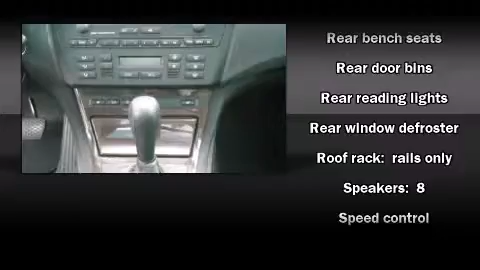 Rear bench seats
Rear door bins
Rear reading lights
Rear window defroster
Roof rack: rails only
Speakers: 8
Speed control